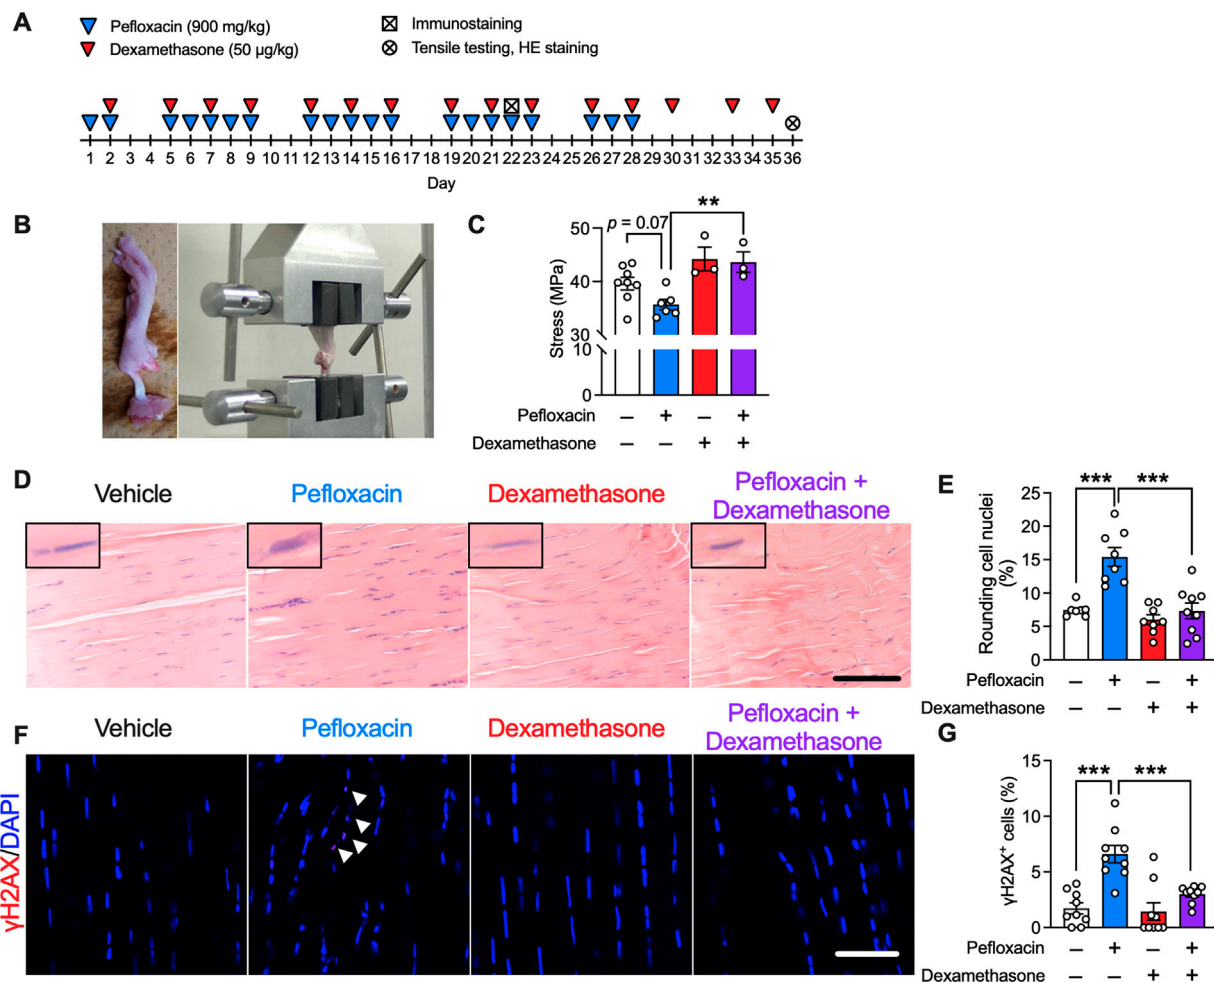 A
Pefloxacin (900 mg/kg)
Dexamethasone (50 μg/kg)
Immunostaining
Tensile testing, HE staining
1 2 3 4 5 6 7 8 9 10 11 12 13 14 15 16 17 18 19 20 21 22 23 24 25 26 27 28 29 30 31 32 33 34 35 36
Day
B
C
p = 0.07
**
Stress (MPa)
50
40
30
10
0
Pefloxacin – + – +
Dexamethasone – – + +
D
Vehicle
Pefloxacin
Dexamethasone
Pefloxacin +
Dexamethasone
E
*** ***
Rounding cell nuclei
(%)
25
20
15
10
5
0
Pefloxacin – + – +
Dexamethasone – – + +
F
Vehicle
Pefloxacin
Dexamethasone
Pefloxacin +
Dexamethasone
γH2AX/DAPI
G
*** ***
γH2AX+ cells (%)
15
10
5
0
Pefloxacin – + – +
Dexamethasone – – + +